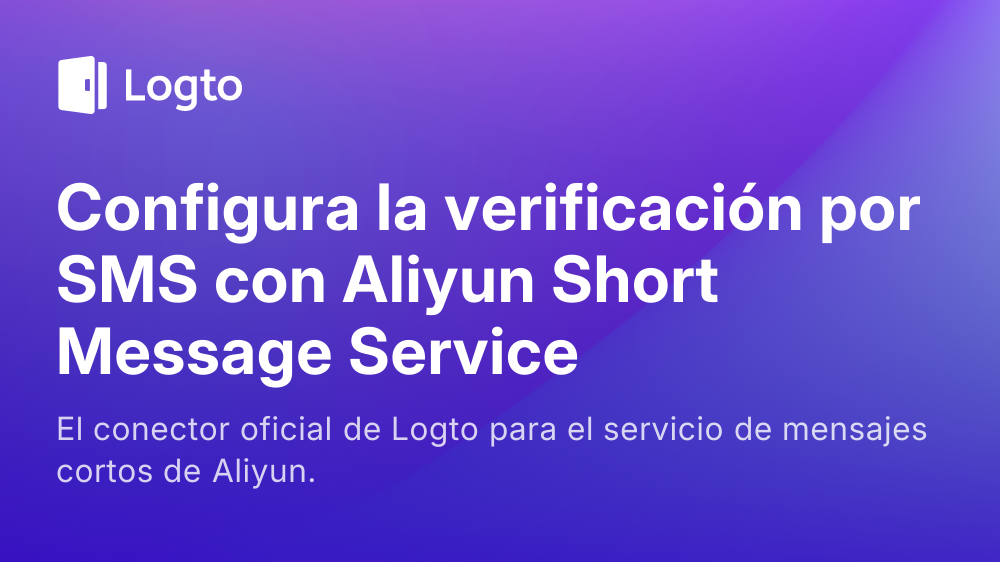 Logto
Configura la verificación por
SMS con Aliyun Short
Message Service
El conector oficial de Logto para el servicio de mensajes
cortos de Aliyun.